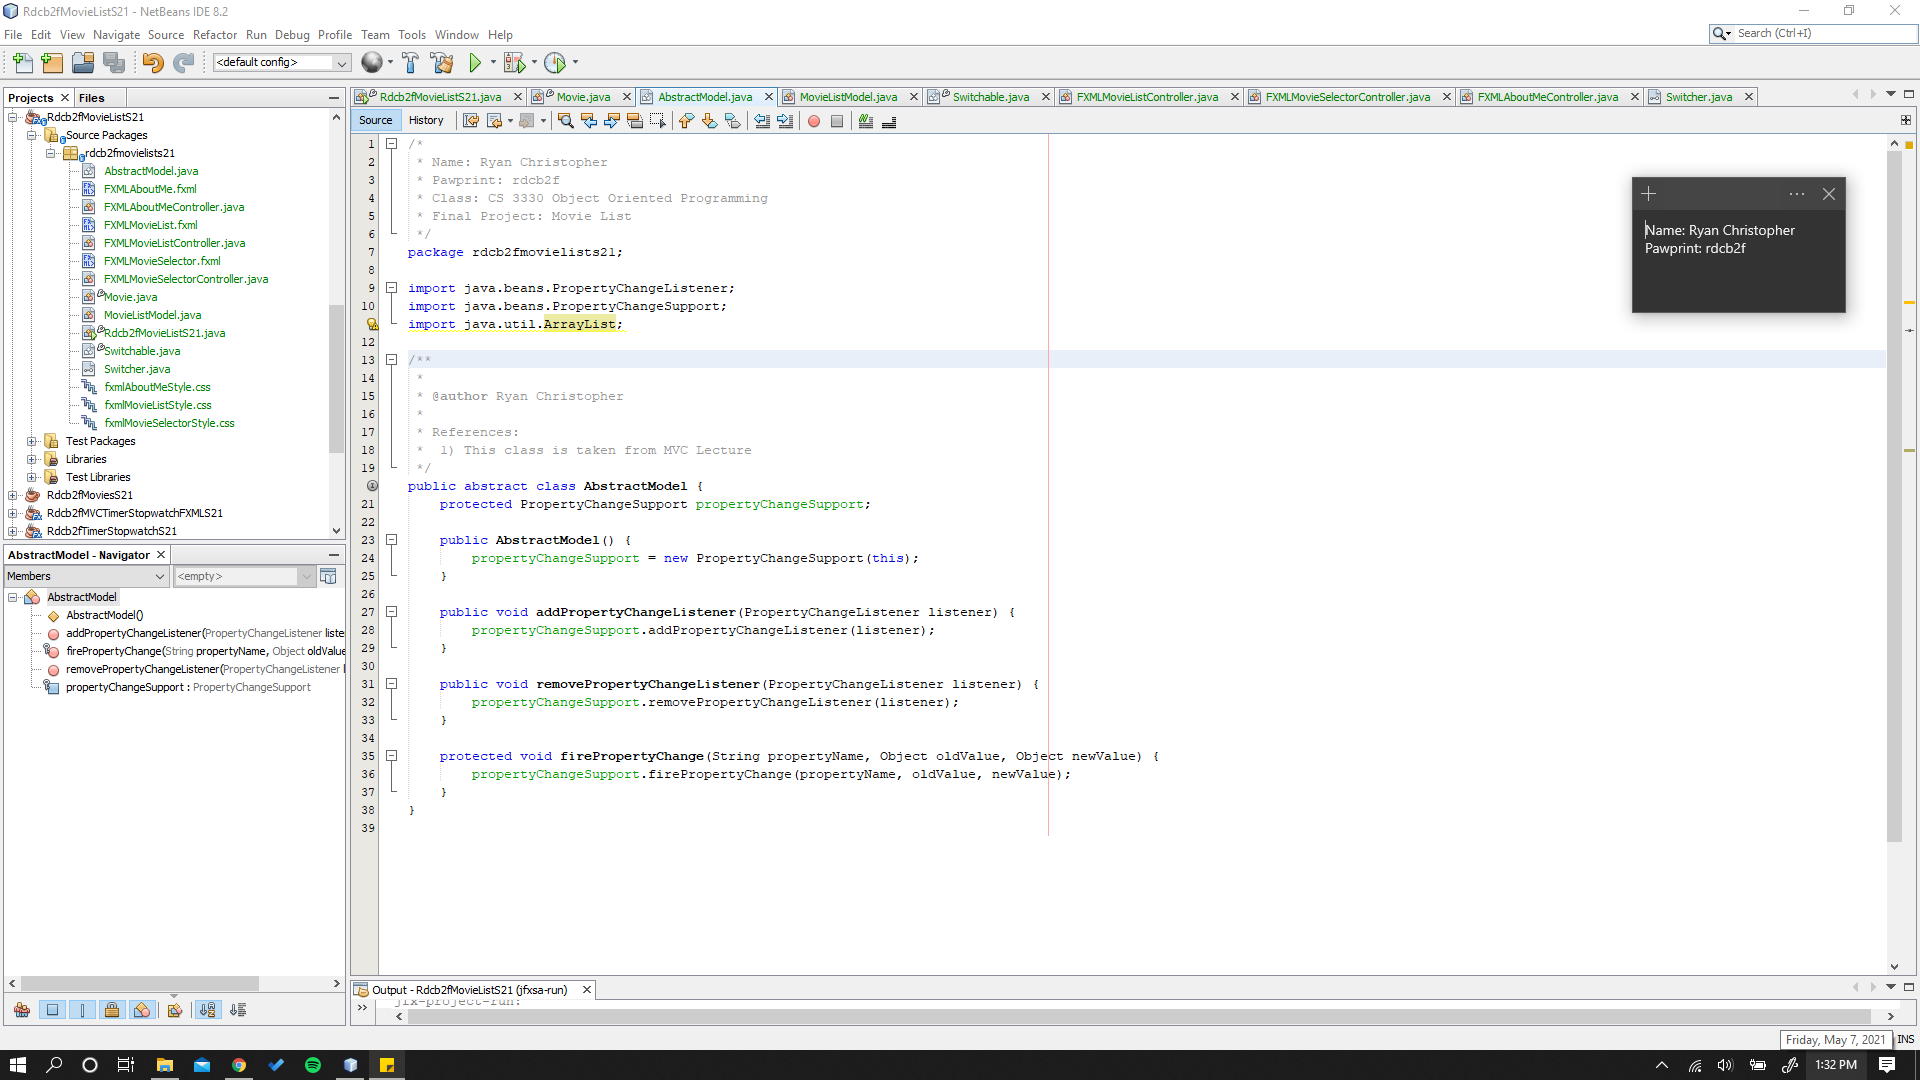 Rdcb2fMovieListS21 - NetBeans IDE 8.2
File Edit View Navigate Source Refactor Run Debug Profile Team Tools Window Help
Search (Ctrl+I)
<default config>
Projects Files
Rdcb2fMovieListS21
Source Packages
rdcb2fmovielists21
AbstractModel.java
FXMLAboutMe.fxml
FXMLAboutMeController.java
FXMLMovieList.fxml
FXMLMovieListController.java
FXMLMovieSelector.fxml
FXMLMovieSelectorController.java
Movie.java
MovieListModel.java
Rdcb2fMovieListS21.java
Switchable.java
Switcher.java
fxmlAboutMeStyle.css
fxmlMovieListStyle.css
fxmlMovieSelectorStyle.css
Test Packages
Libraries
Test Libraries
Rdcb2fMoviesS21
Rdcb2fMVCTimerStopwatchFXMLS21
Rdcb2fTimerStopwatchS21
AbstractModel - Navigator
Members <empty>
AbstractModel
AbstractModel()
addPropertyChangeListener(PropertyChangeListener liste
firePropertyChange(String propertyName, Object oldValue
removePropertyChangeListener(PropertyChangeListener l
propertyChangeSupport : PropertyChangeSupport
Rdcb2fMovieListS21.java Movie.java AbstractModel.java MovieListModel.java Switchable.java FXMLMovieListController.java FXMLMovieSelectorController.java FXMLAboutMeController.java Switcher.java
Source History
1 /*
2 * Name: Ryan Christopher
3 * Pawprint: rdcb2f
4 * Class: CS 3330 Object Oriented Programming
5 * Final Project: Movie List
6 */
7 package rdcb2fmovielists21;
8
9 import java.beans.PropertyChangeListener;
10 import java.beans.PropertyChangeSupport;
import java.util.ArrayList;
12
13 /**
14 *
15 * @author Ryan Christopher
16 *
17 * References:
18 * 1) This class is taken from MVC Lecture
19 */
public abstract class AbstractModel {
21 protected PropertyChangeSupport propertyChangeSupport;
22
23 public AbstractModel() {
24 propertyChangeSupport = new PropertyChangeSupport(this);
25 }
26
27 public void addPropertyChangeListener(PropertyChangeListener listener) {
28 propertyChangeSupport.addPropertyChangeListener(listener);
29 }
30
31 public void removePropertyChangeListener(PropertyChangeListener listener) {
32 propertyChangeSupport.removePropertyChangeListener(listener);
33 }
34
35 protected void firePropertyChange(String propertyName, Object oldValue, Object newValue) {
36 propertyChangeSupport.firePropertyChange(propertyName, oldValue, newValue);
37 }
38 }
39
Name: Ryan Christopher
Pawprint: rdcb2f
Output - Rdcb2fMovieListS21 (jfxsa-run)
jfx-project-run:
Friday, May 7, 2021
INS
1:32 PM